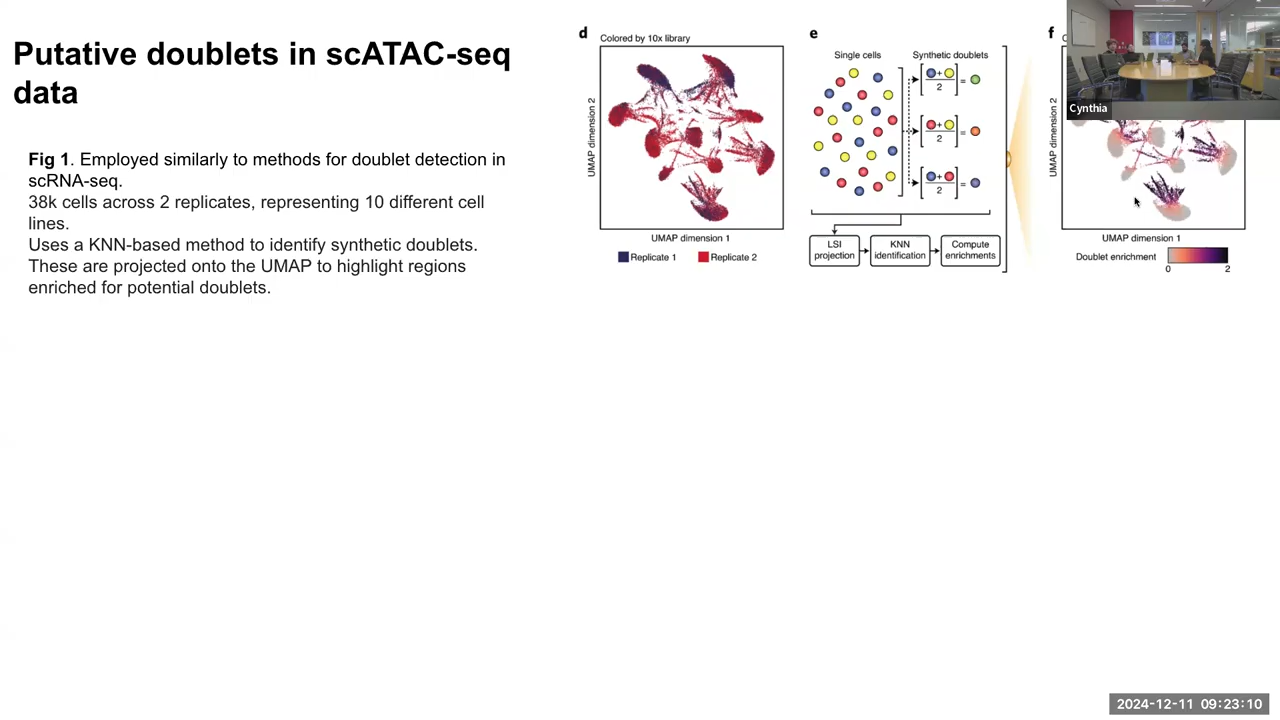 Putative doublets in scATAC-seq
data
Fig 1. Employed similarly to methods for doublet detection in
scRNA-seq.
38k cells across 2 replicates, representing 10 different cell
lines.
Uses a KNN-based method to identify synthetic doublets.
These are projected onto the UMAP to highlight regions
enriched for potential doublets.
d
Colored by 10x library
UMAP dimension 2
UMAP dimension 1
Replicate 1
Replicate 2
e
Single cells
Synthetic doublets
+
2
=
+
2
=
+
2
=
LSI
projection
KNN
identification
Compute
enrichments
f
UMAP dimension 2
UMAP dimension 1
Doublet enrichment
0
2
Cynthia
2024-12-11 09:23:10